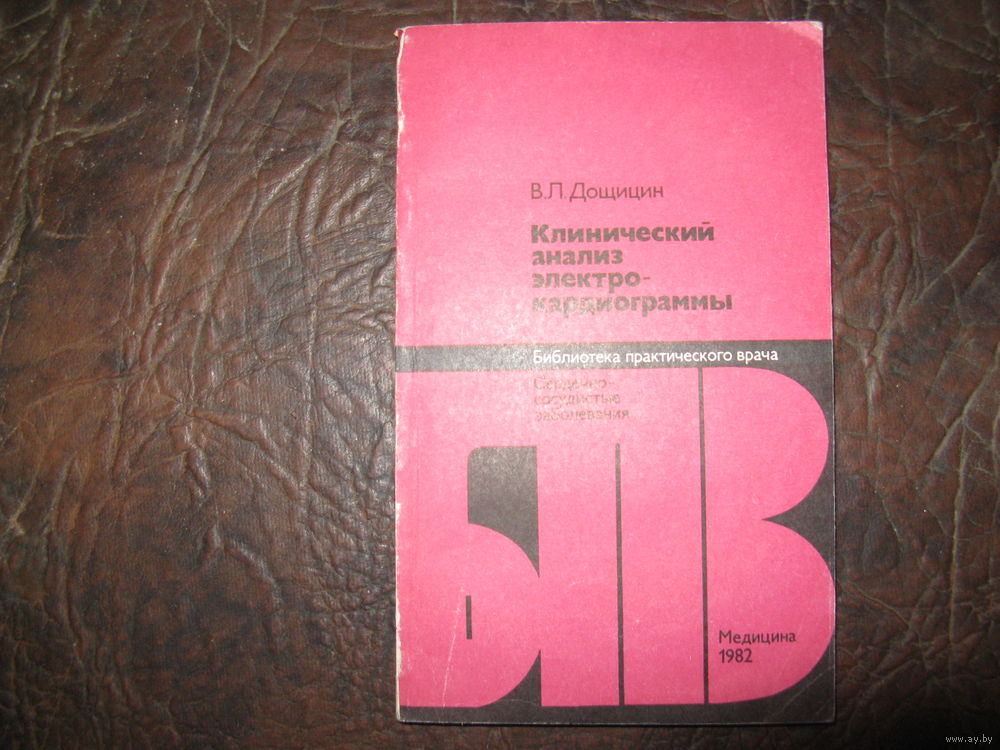 В.Л. Дощицин
Клинический
анализ
электро-
кардиограммы
Библиотека практического врача
Сердечно-
сосудистые
заболевания
БПВ
Медицина
1982
www.ay.by